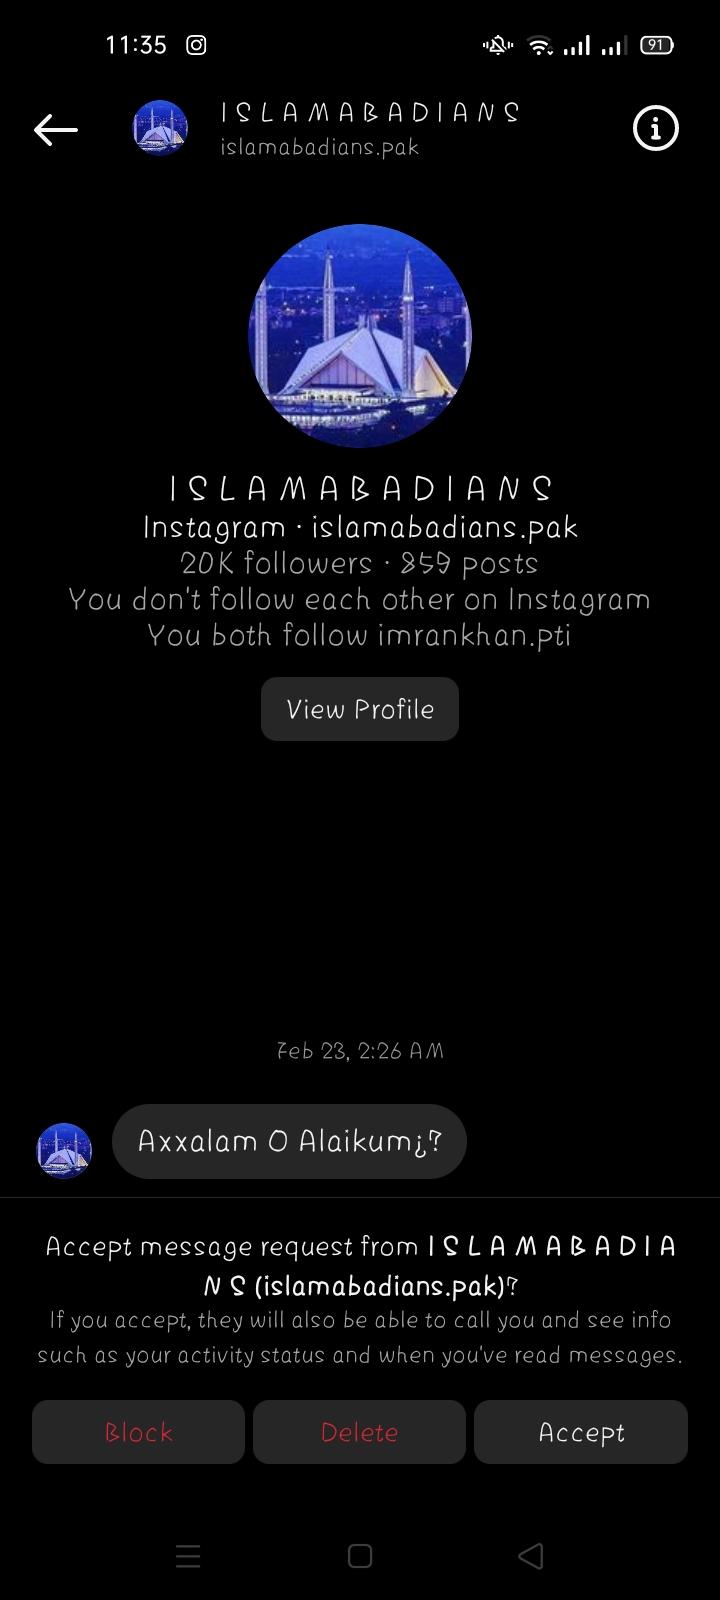 11:35
91
I S L A M A B A D I A N S
islamabadians.pak
I S L A M A B A D I A N S
Instagram · islamabadians.pak
20K followers · 859 posts
You don't follow each other on Instagram
You both follow imrankhan.pti
View Profile
Feb 23, 2:26 AM
Axxalam O Alaikum¿?
Accept message request from I S L A M A B A D I A
N S (islamabadians.pak)?
If you accept, they will also be able to call you and see info
such as your activity status and when you've read messages.
Block
Delete
Accept